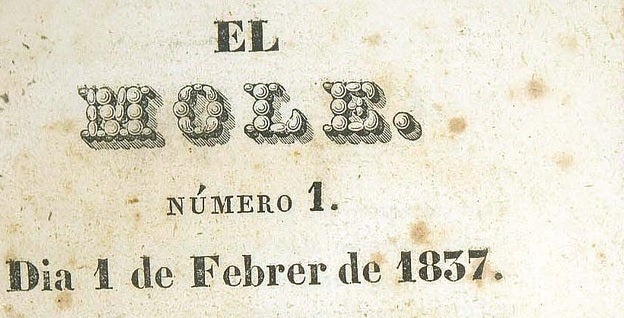 EL
MOLE.
NÚMERO 1.
Dia 1 de Febrer de 1837.